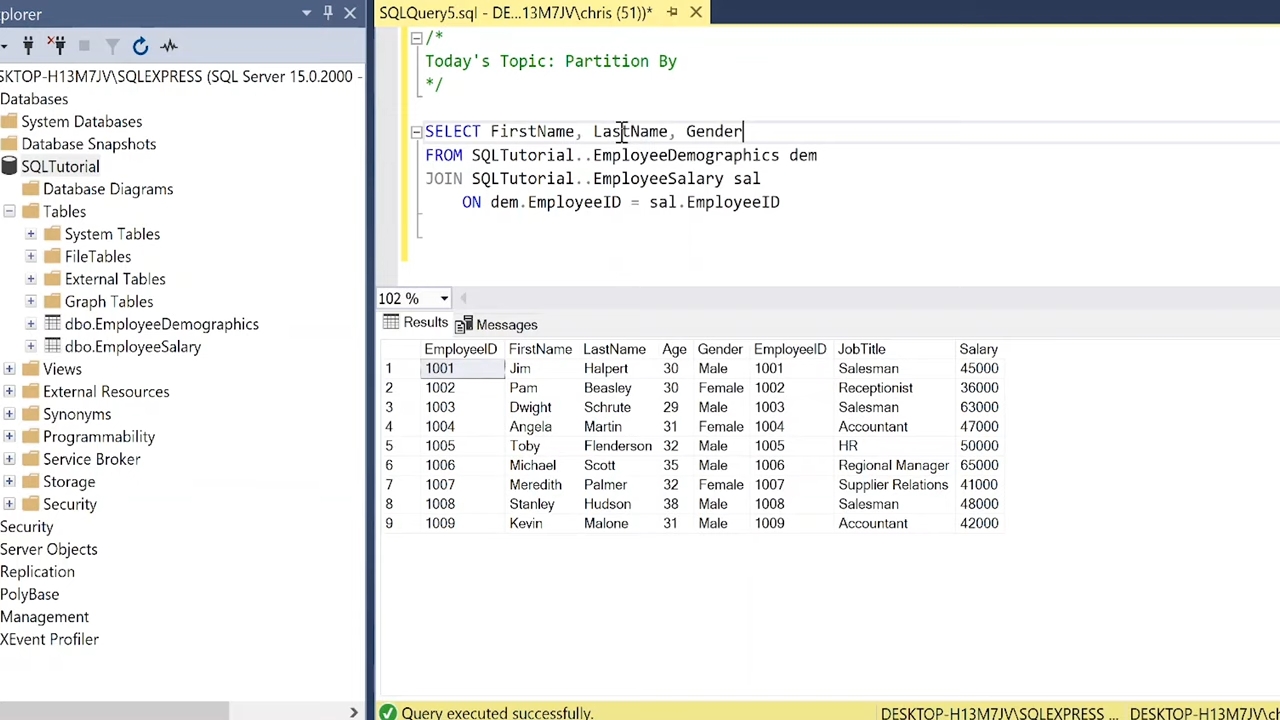 xplorer
SKTOP-H13M7JV\SQLEXPRESS (SQL Server 15.0.2000 -
Databases
System Databases
Database Snapshots
SQLTutorial
Database Diagrams
Tables
System Tables
FileTables
External Tables
Graph Tables
dbo.EmployeeDemographics
dbo.EmployeeSalary
Views
External Resources
Synonyms
Programmability
Service Broker
Storage
Security
Security
Server Objects
Replication
PolyBase
Management
XEvent Profiler
SQLQuery5.sql - DE...13M7JV\chris (51))*
/*
Today's Topic: Partition By
*/
SELECT FirstName, LastName, Gender
FROM SQLTutorial..EmployeeDemographics dem
JOIN SQLTutorial..EmployeeSalary sal
ON dem.EmployeeID = sal.EmployeeID
102 %
Results Messages
EmployeeID FirstName LastName Age Gender EmployeeID JobTitle Salary
1 1001 Jim Halpert 30 Male 1001 Salesman 45000
2 1002 Pam Beasley 30 Female 1002 Receptionist 36000
3 1003 Dwight Schrute 29 Male 1003 Salesman 63000
4 1004 Angela Martin 31 Female 1004 Accountant 47000
5 1005 Toby Flenderson 32 Male 1005 HR 50000
6 1006 Michael Scott 35 Male 1006 Regional Manager 65000
7 1007 Meredith Palmer 32 Female 1007 Supplier Relations 41000
8 1008 Stanley Hudson 38 Male 1008 Salesman 48000
9 1009 Kevin Malone 31 Male 1009 Accountant 42000
Query executed successfully. DESKTOP-H13M7JV\SQLEXPRESS ... DESKTOP-H13M7JV\chris